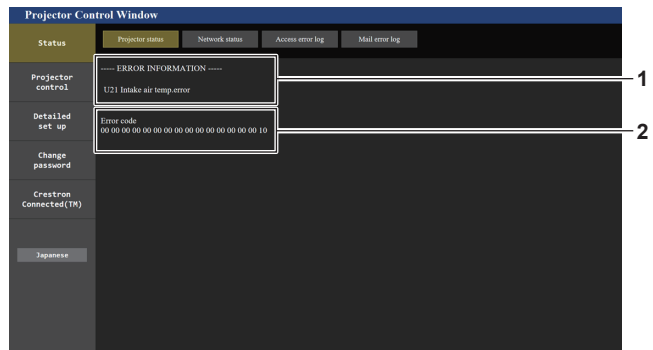 Projector Control Window
Status
Projector status Network status Access error log Mail error log
----- ERROR INFORMATION -----
U21 Intake air temp.error
1
Projector
control
Error code
00 00 00 00 00 00 00 00 00 00 00 00 00 00 00 10
2
Detailed
set up
Change
password
Crestron
Connected(TM)
Japanese